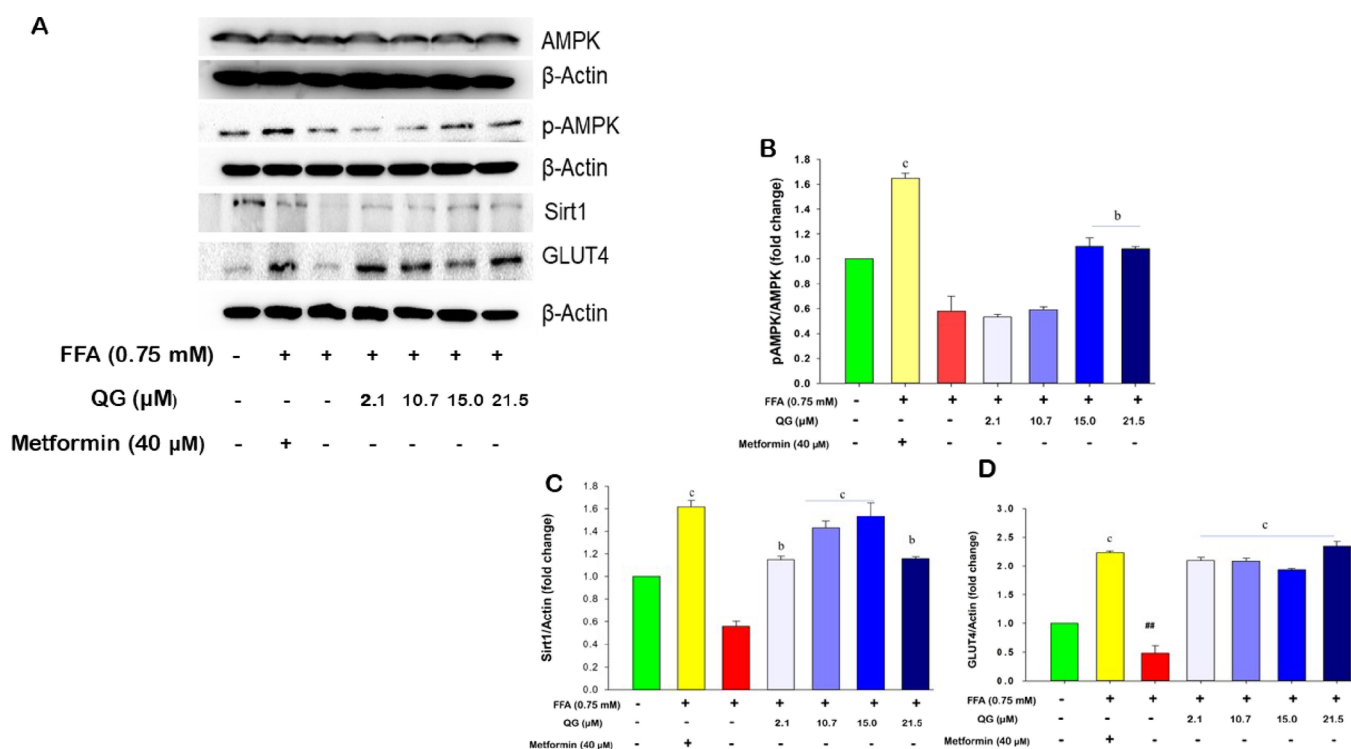 A
AMPK
β-Actin
p-AMPK
β-Actin
Sirt1
GLUT4
β-Actin
FFA (0.75 mM) - + + + + + +
QG (µM) - - - 2.1 10.7 15.0 21.5
Metformin (40 µM) - + - - - - -
B
pAMPK/AMPK (fold change)
1.8
1.6
1.4
1.2
1.0
0.8
0.6
0.4
0.2
0.0
c
b
FFA (0.75 mM) - + + + + + +
QG (µM) - - - 2.1 10.7 15.0 21.5
Metformin (40 µM) - + - - - - -
C
Sirt1/Actin (fold change)
1.8
1.6
1.4
1.2
1.0
0.8
0.6
0.4
0.2
0.0
c
b
c
b
FFA (0.75 mM) - + + + + + +
QG (µM) - - - 2.1 10.7 15.0 21.5
Metformin (40 µM) - + - - - - -
D
GLUT4/Actin (fold change)
3.0
2.5
2.0
1.5
1.0
0.5
0.0
c
##
c
FFA (0.75 mM) - + + + + + +
QG (µM) - - - 2.1 10.7 15.0 21.5
Metformin (40 µM) - + - - - - -